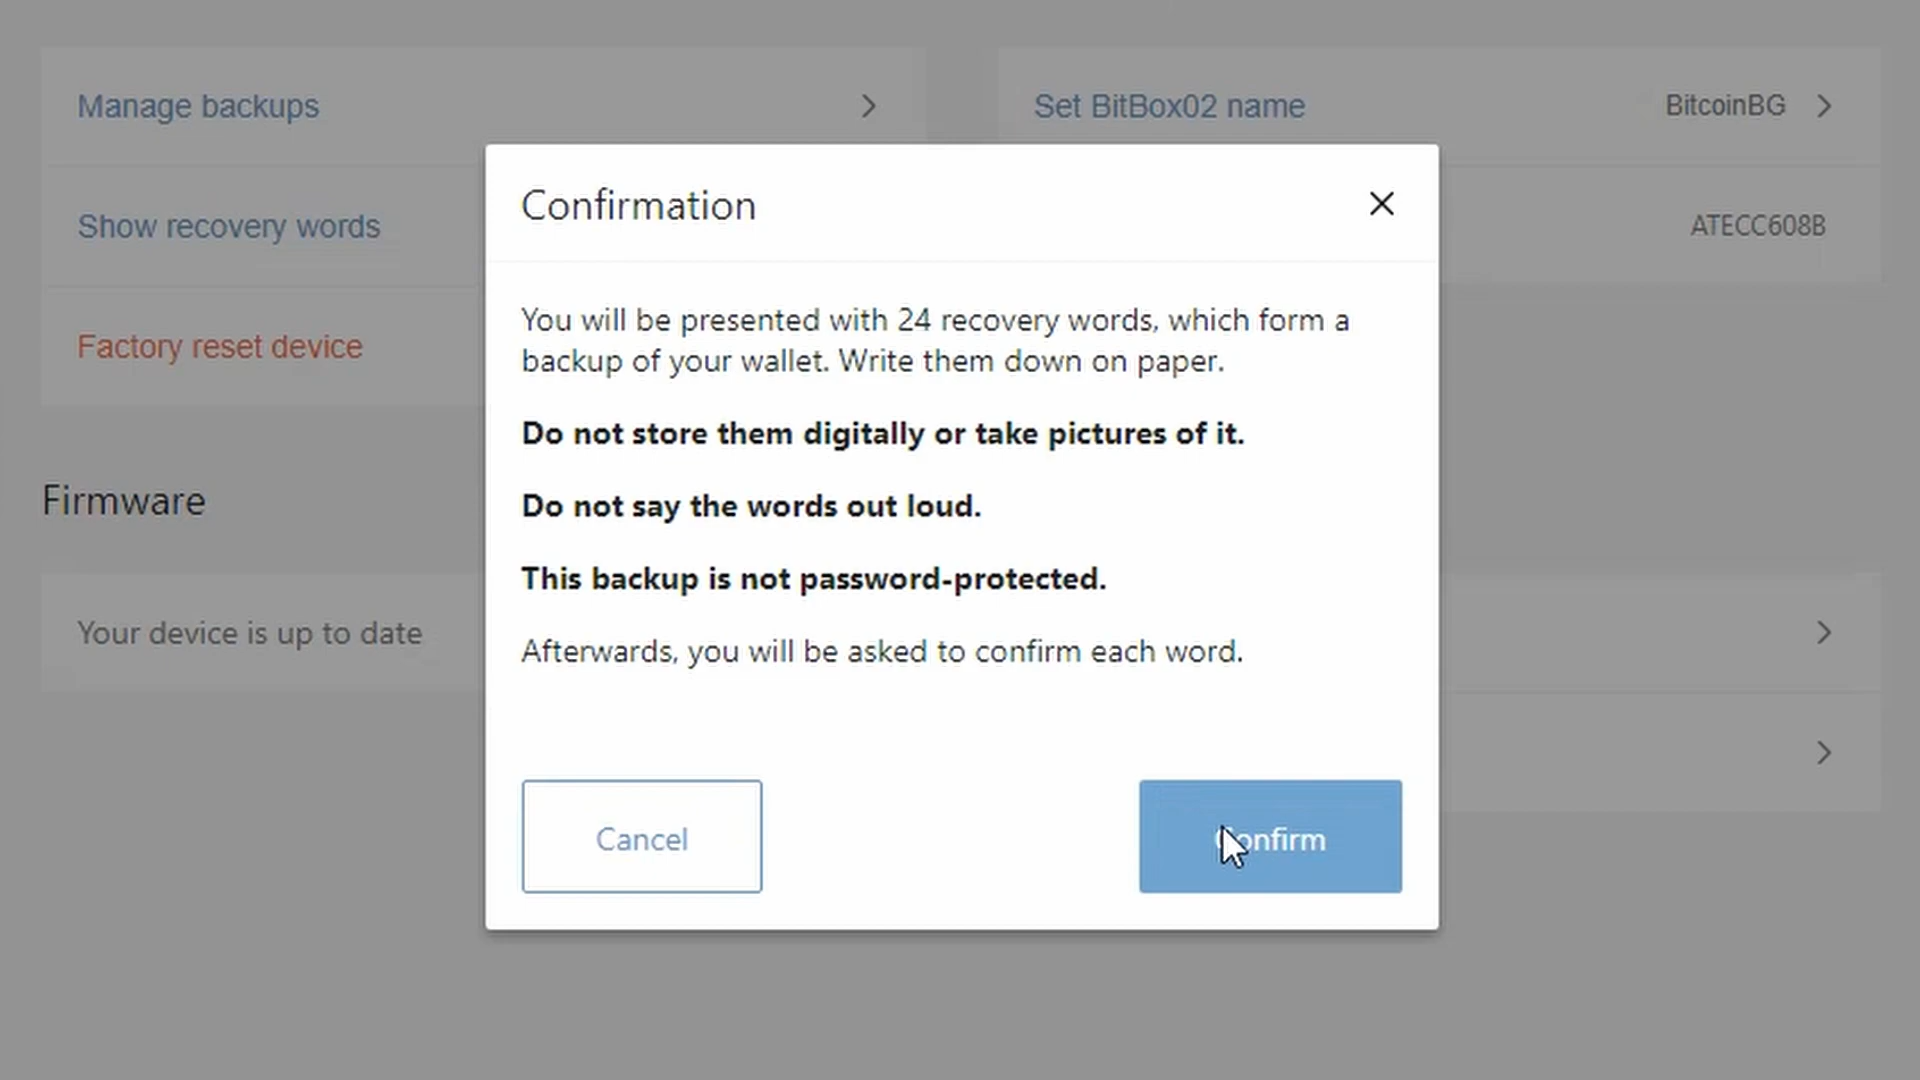 Manage backups
Set BitBox02 name
BitcoinBG
Confirmation
Show recovery words
ATECC608B
You will be presented with 24 recovery words, which form a
backup of your wallet. Write them down on paper.
Factory reset device
Do not store them digitally or take pictures of it.
Firmware
Do not say the words out loud.
This backup is not password-protected.
Your device is up to date
Afterwards, you will be asked to confirm each word.
Cancel
Confirm